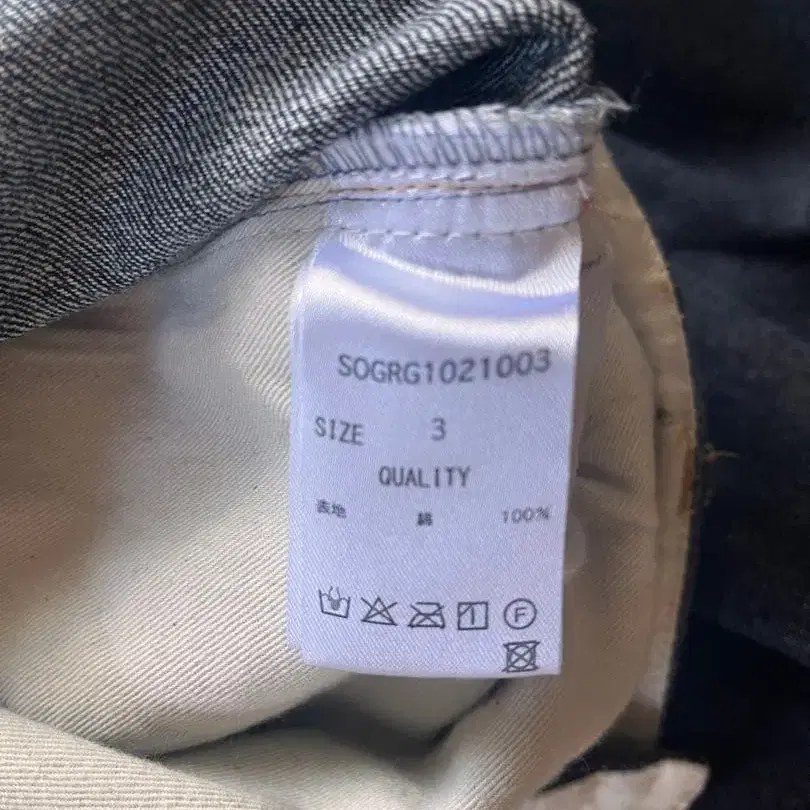 SOGRG1021003
SIZE 3
QUALITY
表地 綿 100%
F